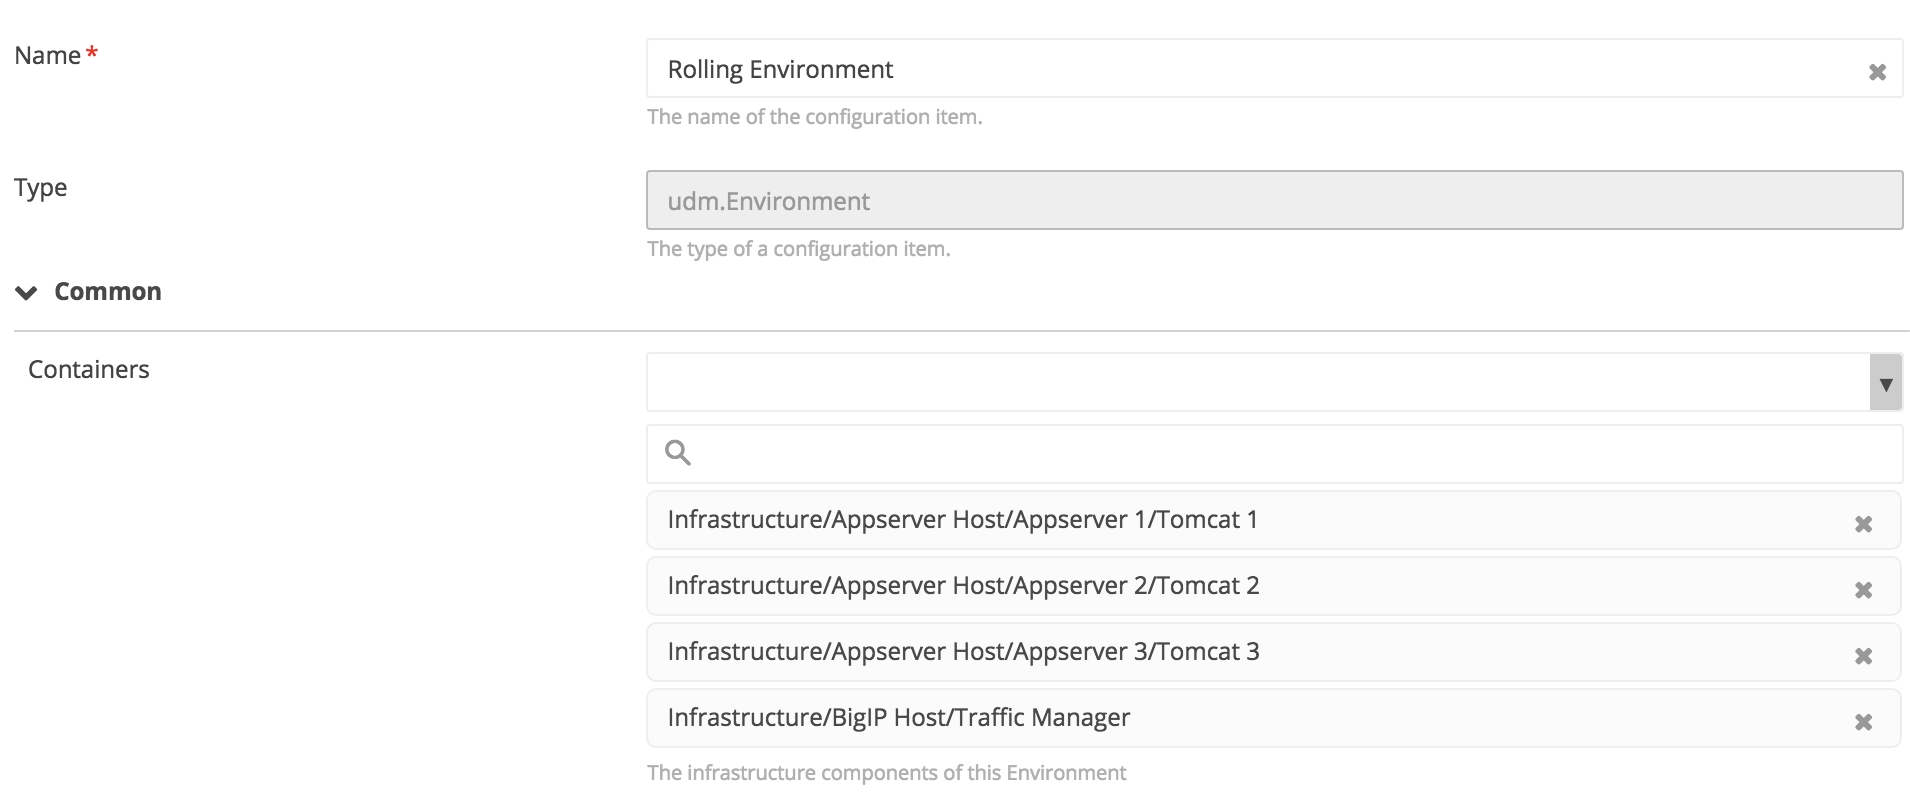 Name *
Rolling Environment
The name of the configuration item.
Type
udm.Environment
The type of a configuration item.
Common
Containers
Infrastructure/Appserver Host/Appserver 1/Tomcat 1
Infrastructure/Appserver Host/Appserver 2/Tomcat 2
Infrastructure/Appserver Host/Appserver 3/Tomcat 3
Infrastructure/BigIP Host/Traffic Manager
The infrastructure components of this Environment